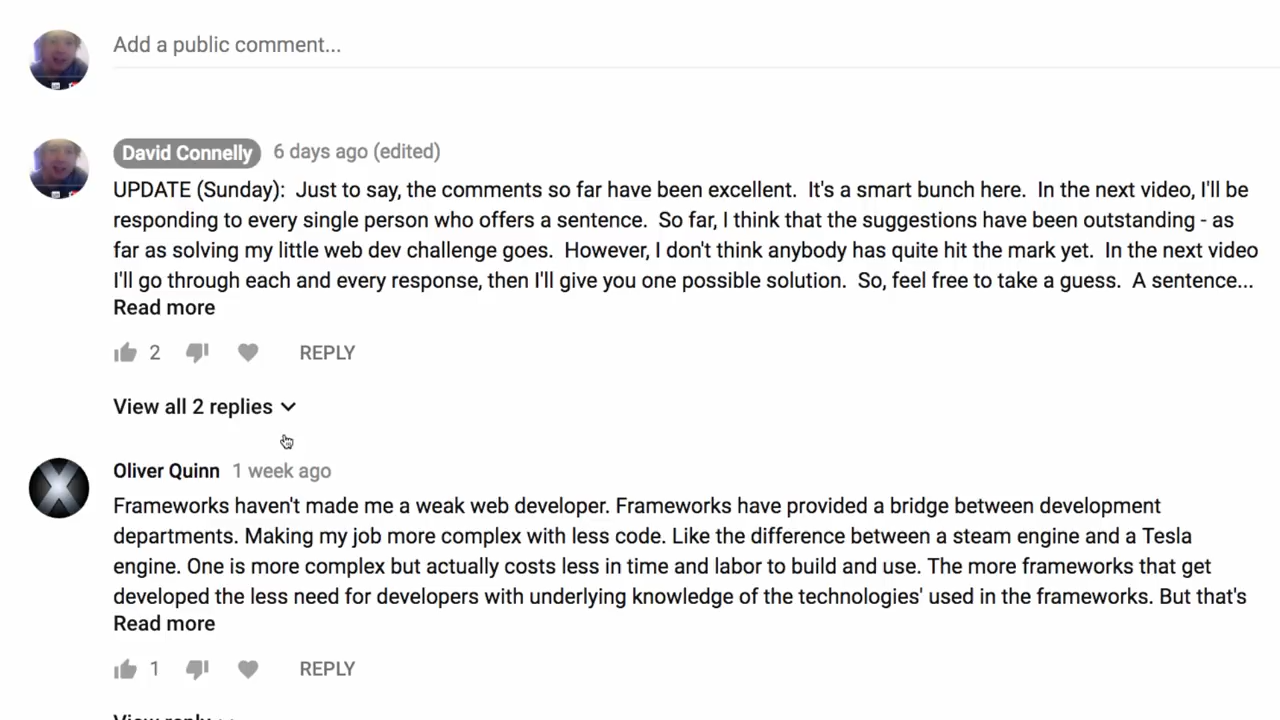 Add a public comment...
David Connelly 6 days ago (edited)
UPDATE (Sunday):  Just to say, the comments so far have been excellent.  It's a smart bunch here.  In the next video, I'll be
responding to every single person who offers a sentence.  So far, I think that the suggestions have been outstanding - as
far as solving my little web dev challenge goes.  However, I don't think anybody has quite hit the mark yet.  In the next video
I'll go through each and every response, then I'll give you one possible solution.  So, feel free to take a guess.  A sentence...
Read more
2 REPLY
View all 2 replies
Oliver Quinn 1 week ago
Frameworks haven't made me a weak web developer. Frameworks have provided a bridge between development
departments. Making my job more complex with less code. Like the difference between a steam engine and a Tesla
engine. One is more complex but actually costs less in time and labor to build and use. The more frameworks that get
developed the less need for developers with underlying knowledge of the technologies' used in the frameworks. But that's
Read more
1 REPLY
View reply